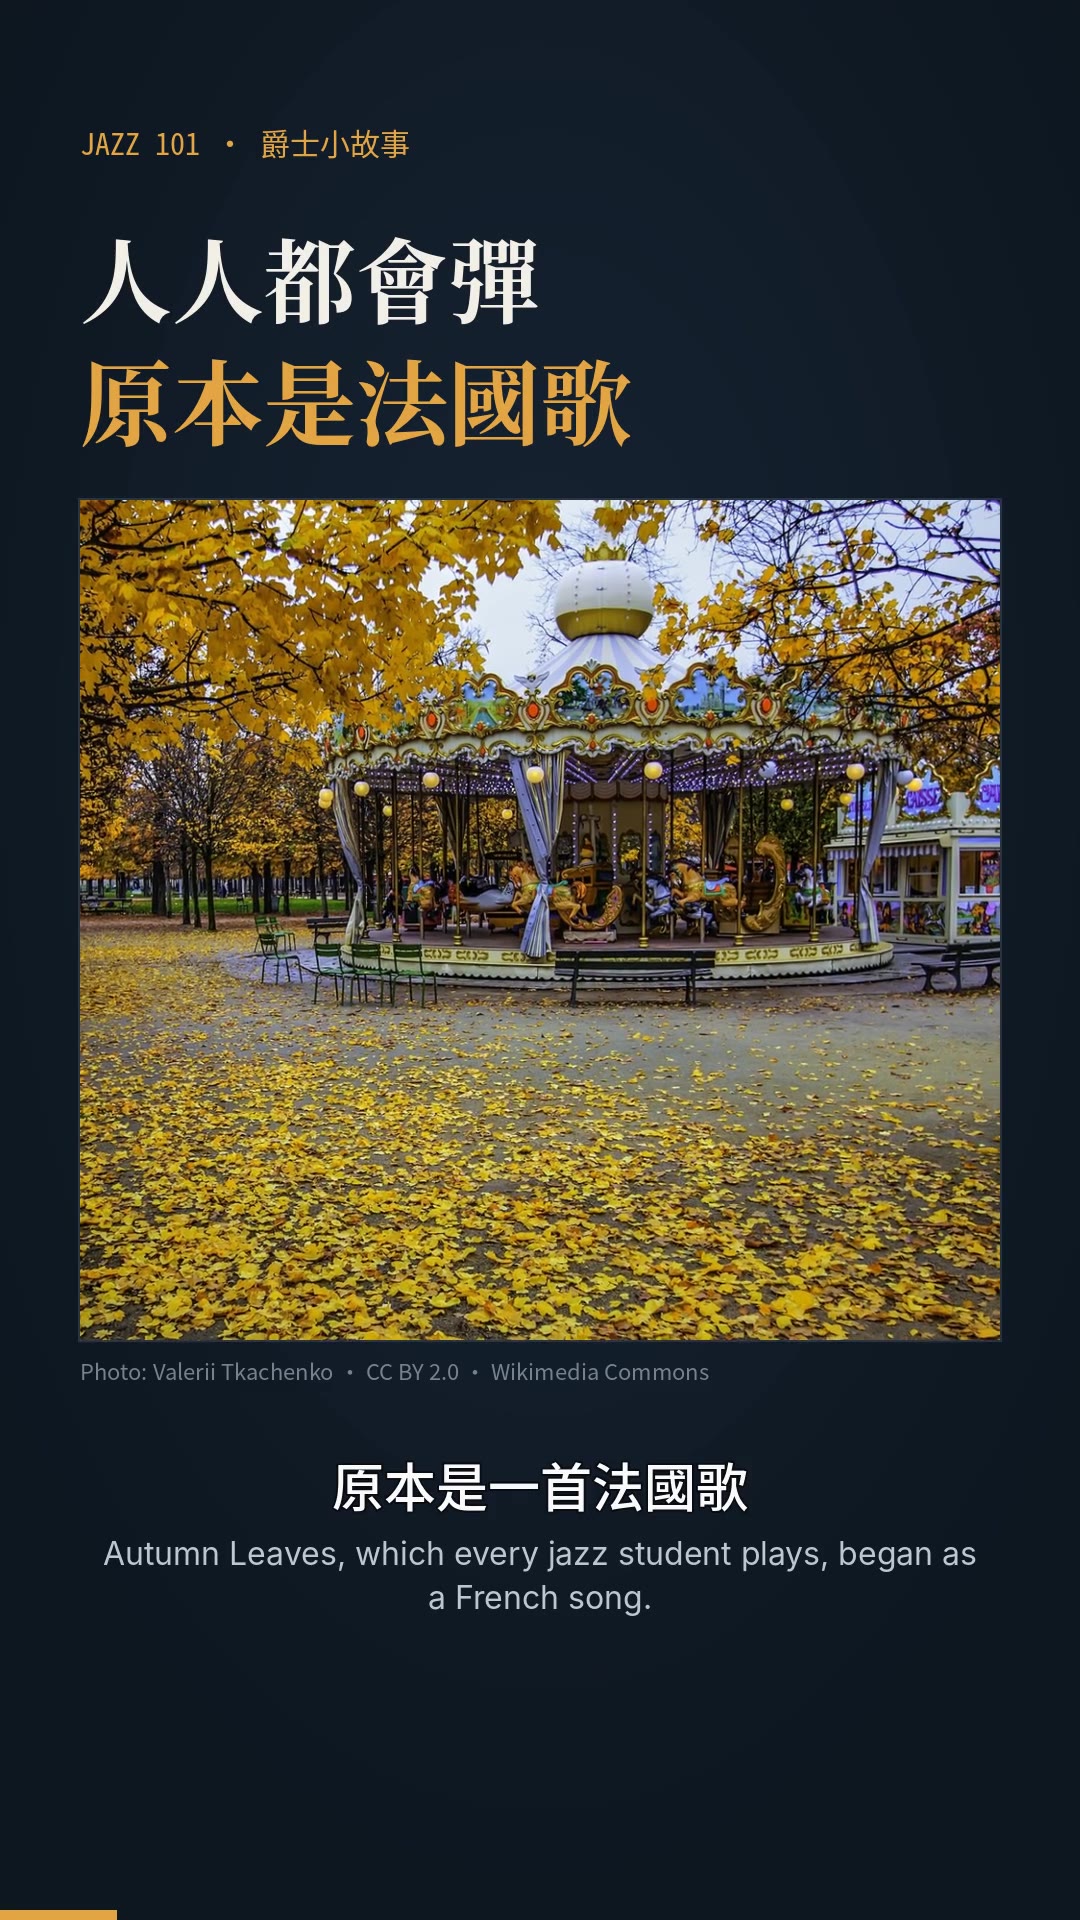 JAZZ 101 • 爵士小故事
人人都會彈
原本是法國歌
CAISSE
Photo: Valerii Tkachenko • CC BY 2.0 • Wikimedia Commons
原本是一首法國歌
Autumn Leaves, which every jazz student plays, began as
a French song.